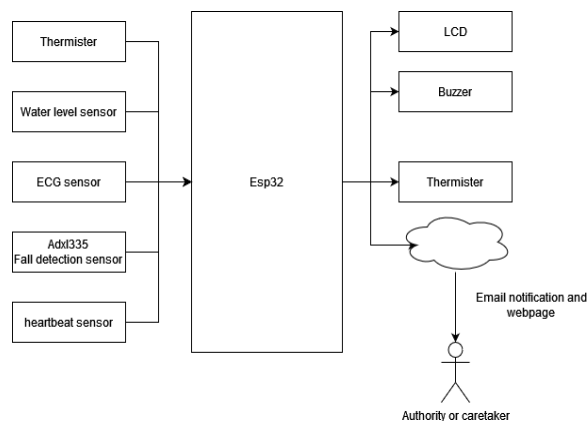 Thermister
Water level sensor
ECG sensor
Adxl335
Fall detection sensor
heartbeat sensor
Esp32
LCD
Buzzer
Thermister
Email notification and
webpage
Authority or caretaker